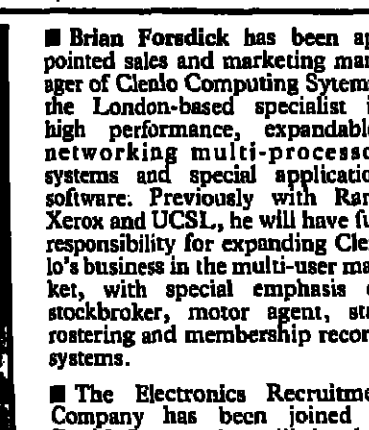 ■ Brian Forsdick has been ap
pointed sales and marketing man
ager of Clenlo Computing Sytem
the London-based specialist i
high performance, expandabl
networking multi-processo
systems and special applicatio
software. Previously with Ran
Xerox and UCSL, he will have fu
responsibility for expanding Clen
lo's business in the multi-user ma
ket, with special emphasis o
stockbroker, motor agent, sta
rostering and membership recor
systems.
■ The Electronics Recruitme
Company has been joined